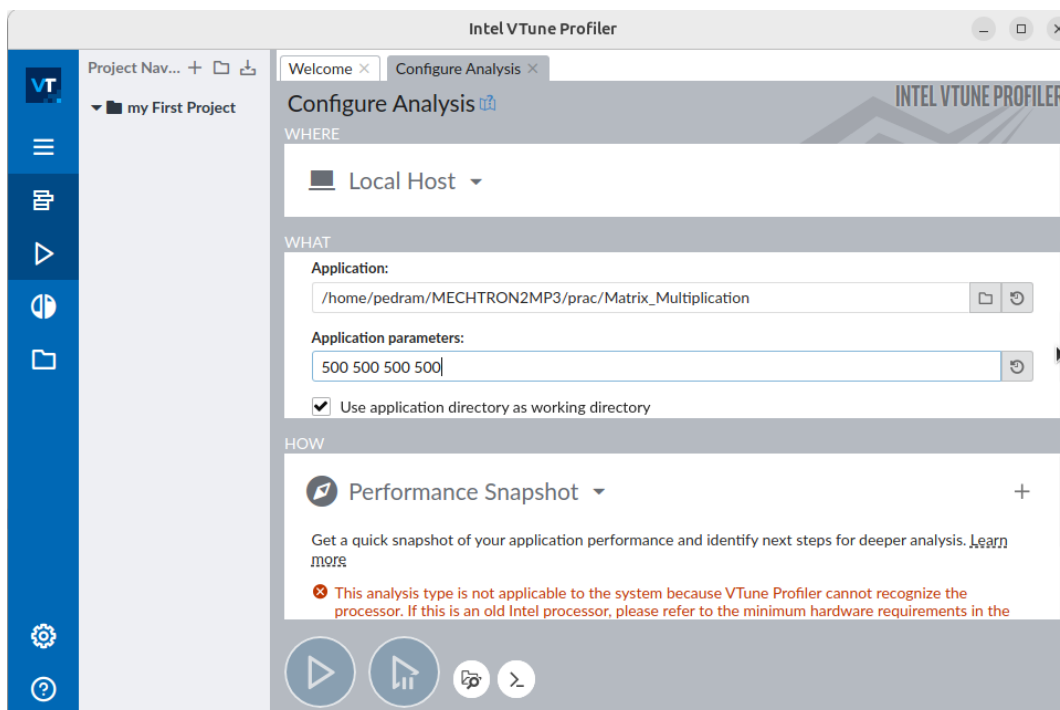 Intel VTune Profiler
Project Nav...
Welcome
Configure Analysis
VT
my First Project
Configure Analysis
INTEL VTUNE PROFILER
WHERE
Local Host
WHAT
Application:
/home/pedram/MECHTRON2MP3/prac/Matrix_Multiplication
Application parameters:
500 500 500 500
Use application directory as working directory
HOW
Performance Snapshot
Get a quick snapshot of your application performance and identify next steps for deeper analysis. Learn
more
This analysis type is not applicable to the system because VTune Profiler cannot recognize the
processor. If this is an old Intel processor, please refer to the minimum hardware requirements in the